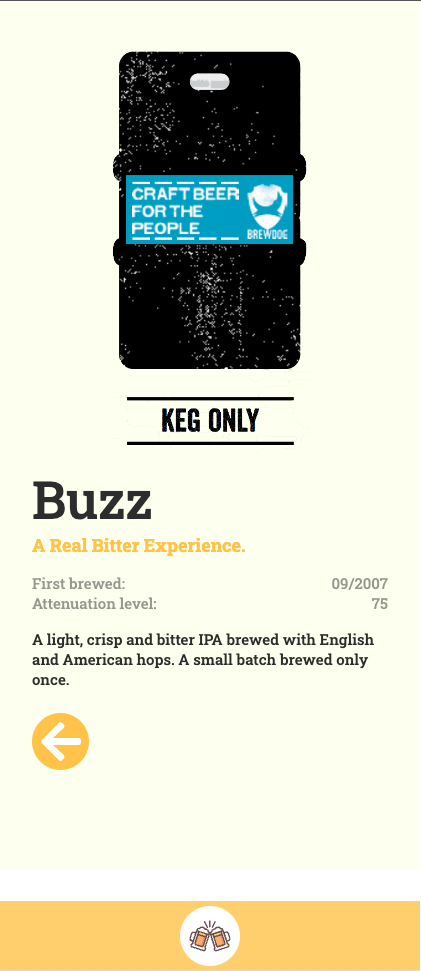 CRAFT BEER
FOR THE
PEOPLE
BREWDOG
KEG ONLY
Buzz
A Real Bitter Experience.
First brewed: 09/2007
Attenuation level: 75
A light, crisp and bitter IPA brewed with English
and American hops. A small batch brewed only
once.